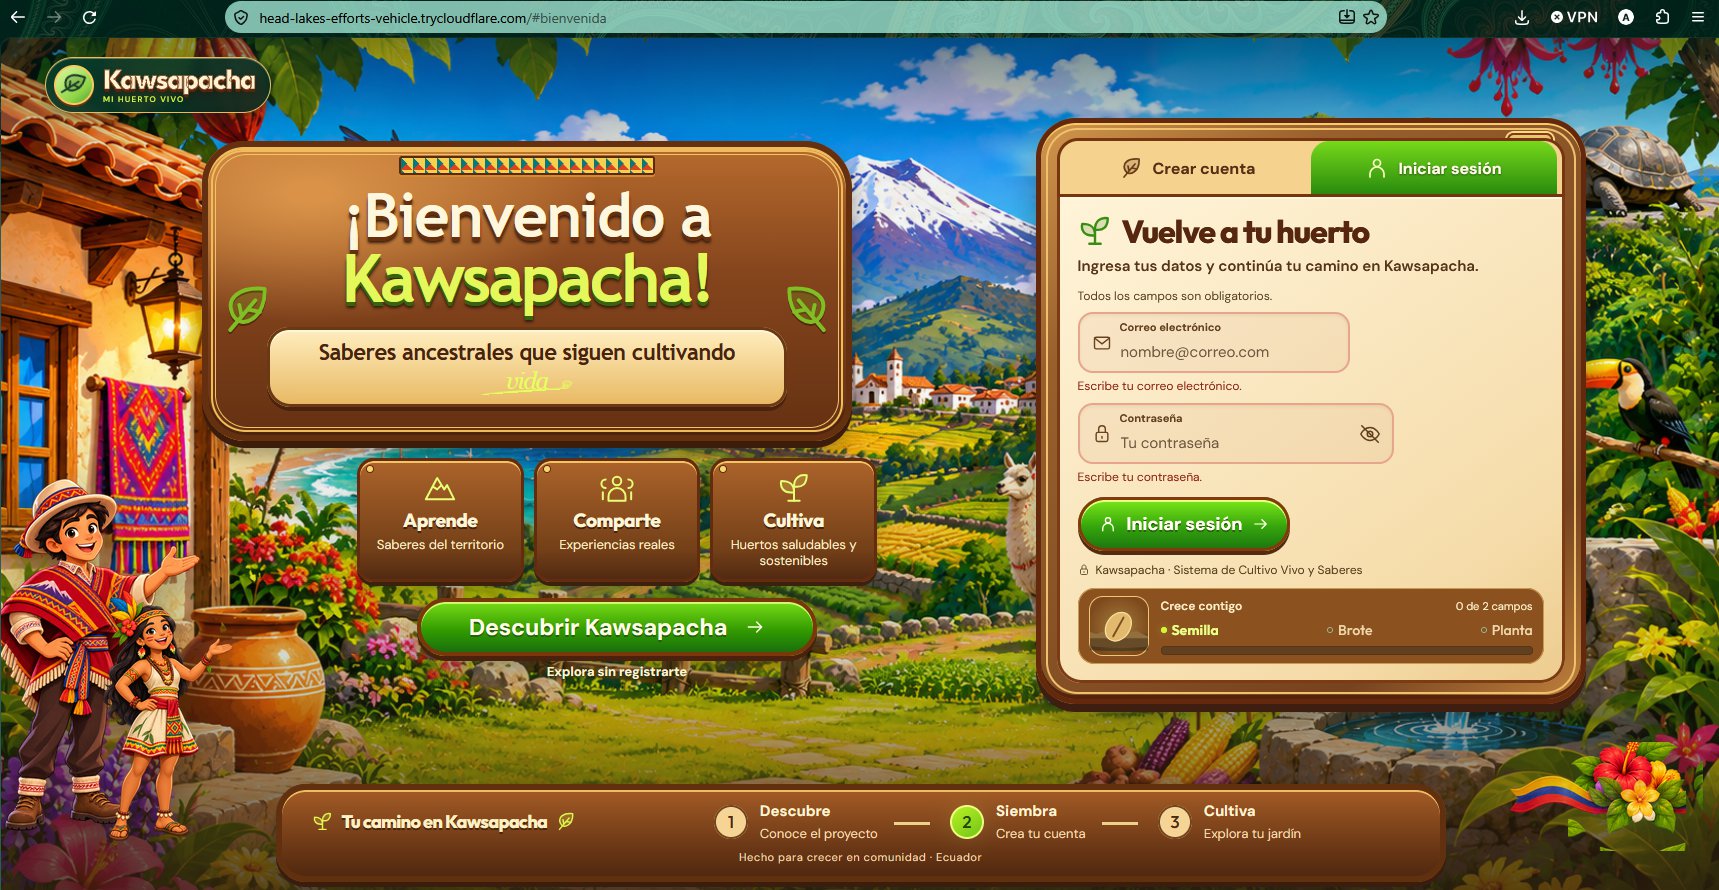 head-lakes-efforts-vehicle.trycloudflare.com/#bienvenida
VPN
A
Kawsapacha
MI HUERTO VIVO
¡Bienvenido a
Kawsapacha!
Saberes ancestrales que siguen cultivando
vida
Aprende
Saberes del territorio
Comparte
Experiencias reales
Cultiva
Huertos saludables y
sostenibles
Descubrir Kawsapacha
Explora sin registrarte
Crear cuenta
Iniciar sesión
Vuelve a tu huerto
Ingresa tus datos y continúa tu camino en Kawsapacha.
Todos los campos son obligatorios.
Correo electrónico
nombre@correo.com
Escribe tu correo electrónico.
Contraseña
Tu contraseña
Escribe tu contraseña.
Iniciar sesión
Kawsapacha · Sistema de Cultivo Vivo y Saberes
Crece contigo
0 de 2 campos
Semilla
Brote
Planta
Tu camino en Kawsapacha
1
Descubre
Conoce el proyecto
2
Siembra
Crea tu cuenta
3
Cultiva
Explora tu jardín
Hecho para crecer en comunidad · Ecuador